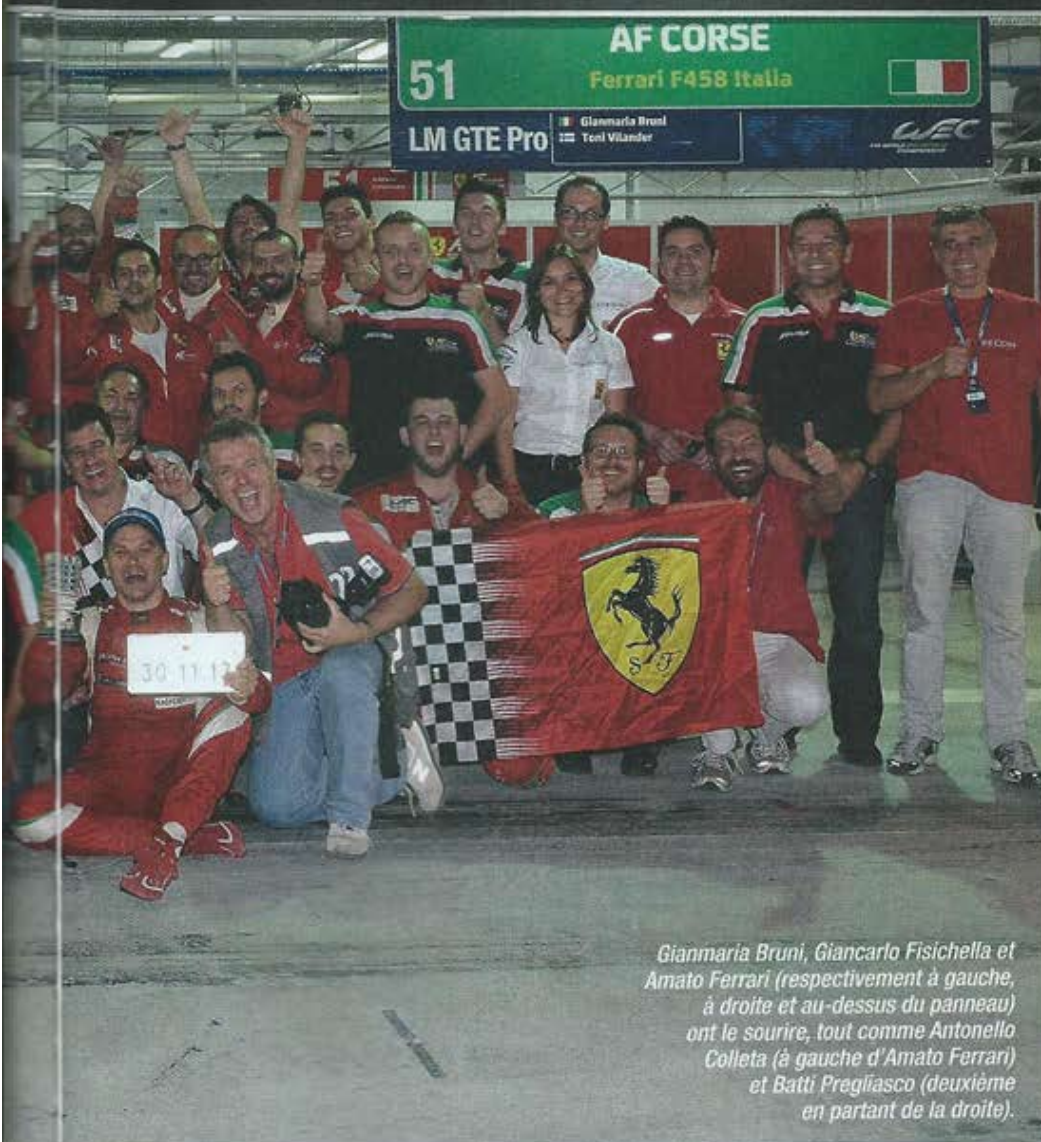 AF CORSE
51
Ferrari F458 Italia
LM GTE Pro
Gianmaria Bruni
Toni Vilander
WEC
51
S F
Gianmaria Bruni, Giancarlo Fisichella et
Amato Ferrari (respectivement à gauche,
à droite et au-dessus du panneau)
ont le sourire, tout comme Antonello
Colleta (à gauche d'Amato Ferrari)
et Batti Pregliasco (deuxième
en partant de la droite).